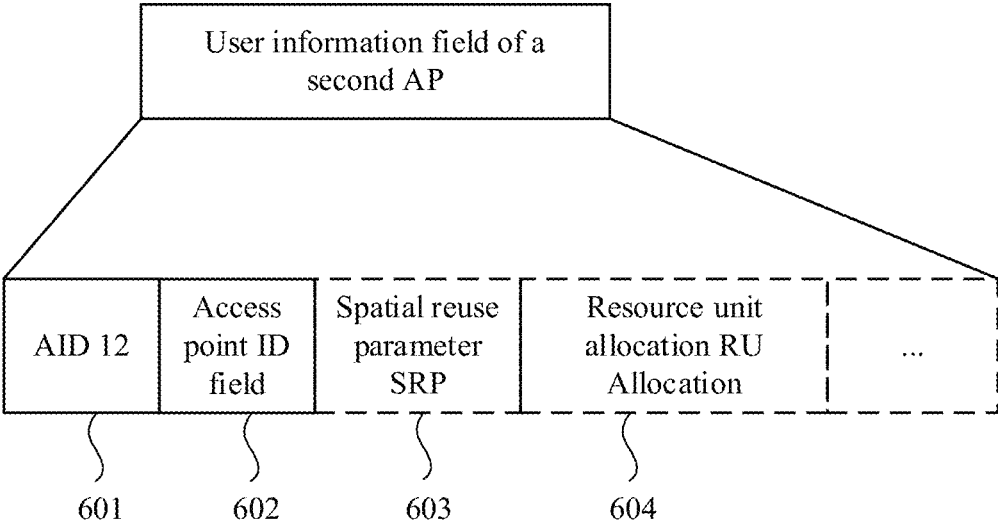 User information field of a
second AP
AID 12
Access
point ID
field
Spatial reuse
parameter
SRP
Resource unit
allocation RU
Allocation
...
601
602
603
604